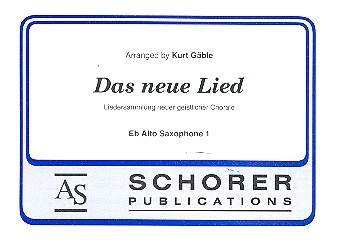 Arranged by Kurt Gäble
Das neue Lied
Liedersammlung neuer geistlicher Choräle
Eb Alto Saxophone 1
AS
SCHORER
PUBLICATIONS